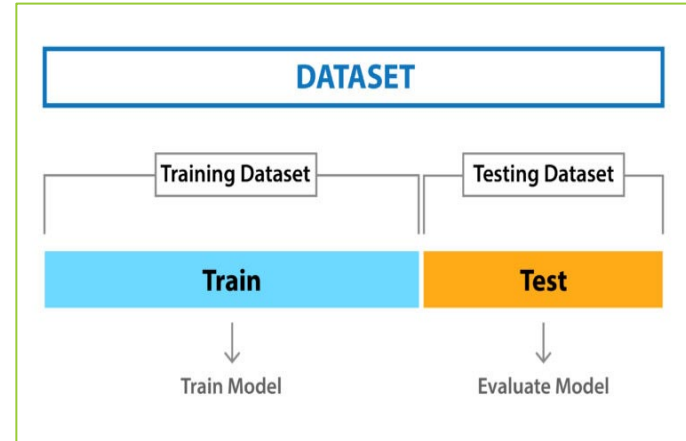 DATASET
Training Dataset
Testing Dataset
Train
Test
Train Model
Evaluate Model